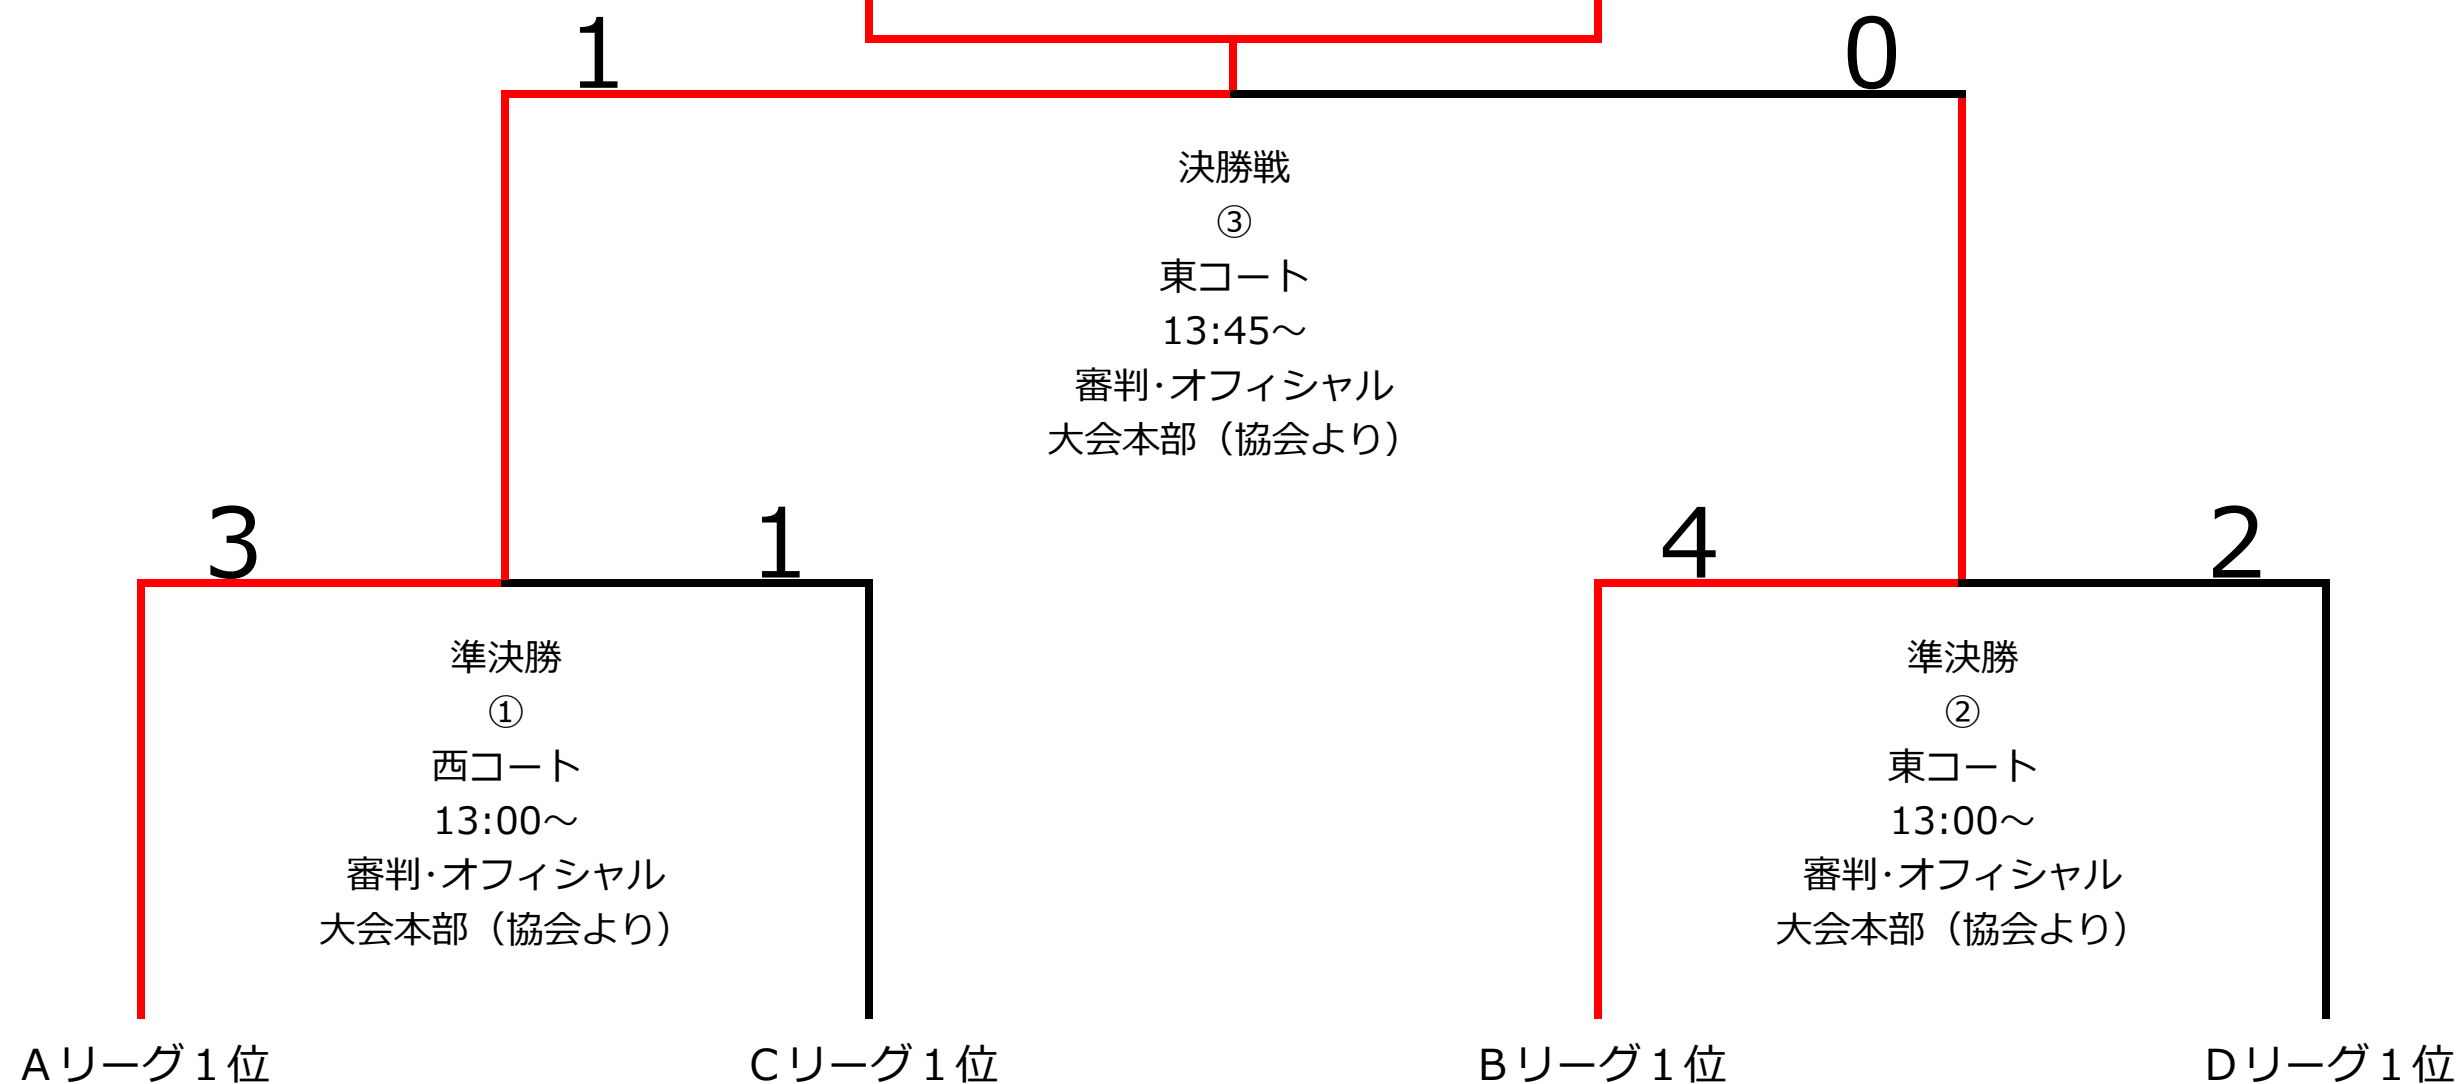 1
0
決勝戦
③
東コート
13:45～
審判･オフィシャル
大会本部（協会より）
3
1
4
2
準決勝
①
西コート
13:00～
審判･オフィシャル
大会本部（協会より）
準決勝
②
東コート
13:00～
審判･オフィシャル
大会本部（協会より）
Ａリーグ１位
Ｃリーグ１位
Ｂリーグ１位
Ｄリーグ１位